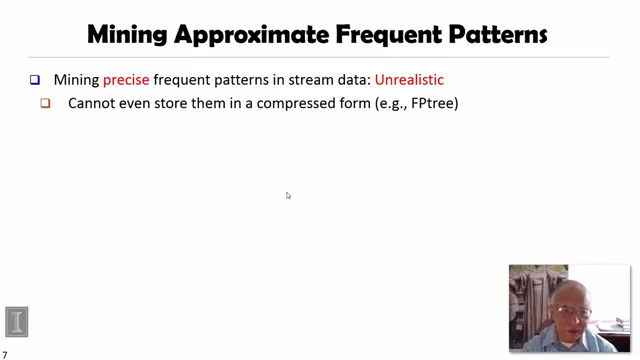 Mining Approximate Frequent Patterns
Mining precise frequent patterns in stream data: Unrealistic
Cannot even store them in a compressed form (e.g., FPtree)
I
7